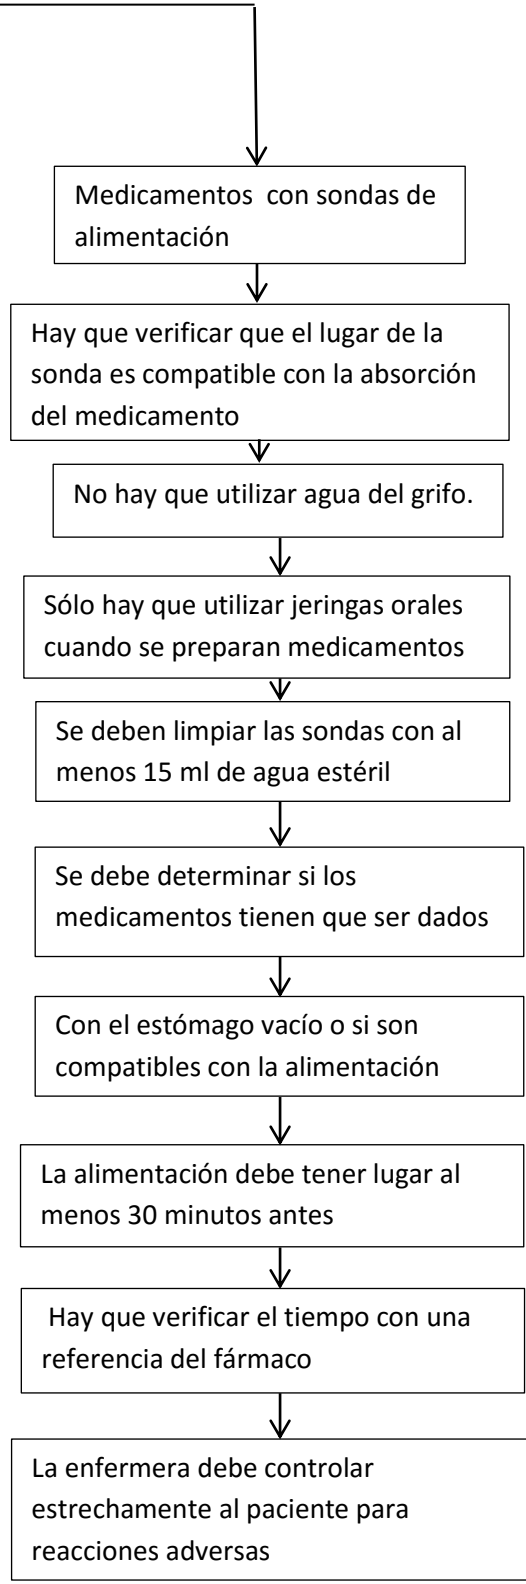 Medicamentos con sondas de
alimentación
Hay que verificar que el lugar de la
sonda es compatible con la absorción
del medicamento
No hay que utilizar agua del grifo.
Sólo hay que utilizar jeringas orales
cuando se preparan medicamentos
Se deben limpiar las sondas con al
menos 15 ml de agua estéril
Se debe determinar si los
medicamentos tienen que ser dados
Con el estómago vacío o si son
compatibles con la alimentación
La alimentación debe tener lugar al
menos 30 minutos antes
Hay que verificar el tiempo con una
referencia del fármaco
La enfermera debe controlar
estrechamente al paciente para
reacciones adversas